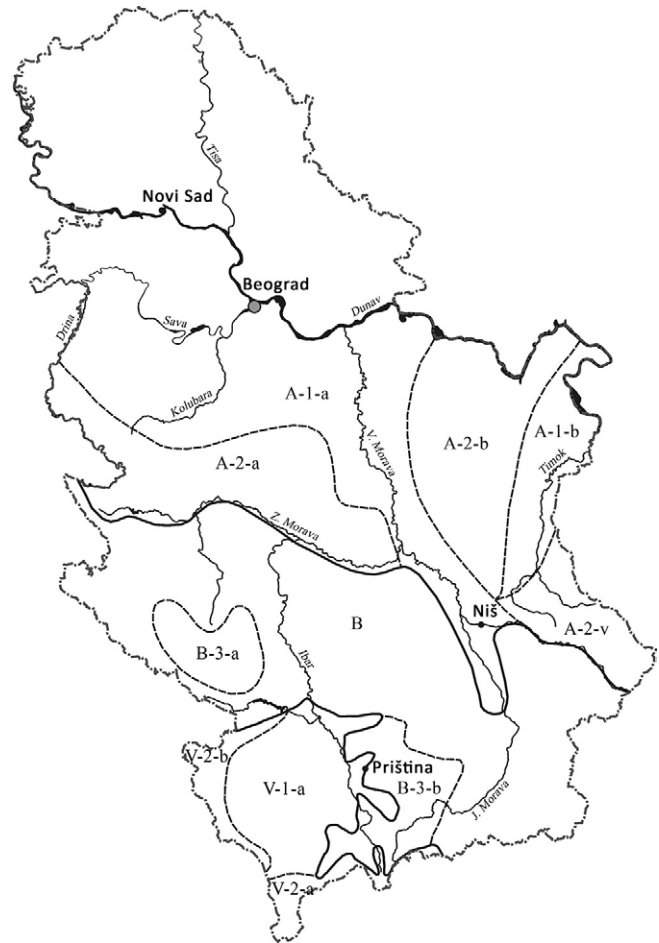 Tisa
Novi Sad
Beograd
Dunav
Drina
Sava
Kolubara
A-1-a
A-2-b
A-1-b
V. Morava
Timok
A-2-a
Z. Morava
Niš
A-2-v
B
B-3-a
Ibar
V-2-b
Priština
V-1-a
B-3-b
J. Morava
V-2-a